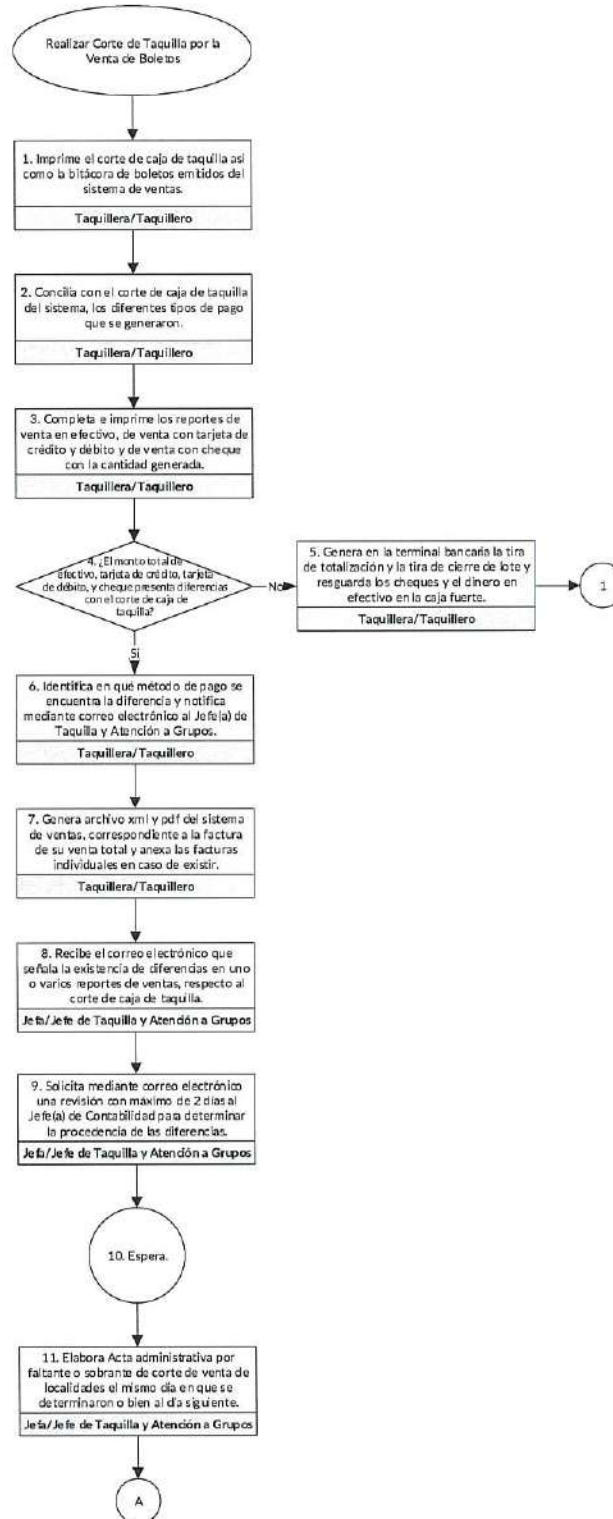 Realizar Corte de Taquilla por la
Venta de Boletos
1. Imprime el corte de caja de taquilla así
como la bitácora de boletos emitidos del
sistema de ventas.
Taquillera/Taquillero
2. Concilia con el corte de caja de taquilla
del sistema, los diferentes tipos de pago
que se generaron.
Taquillera/Taquillero
3. Completa e imprime los reportes de
venta en efectivo, de venta con tarjeta de
crédito y débito y de venta con cheque
con la cantidad generada.
Taquillera/Taquillero
4. ¿El monto total de
efectivo, tarjeta de crédito, tarjeta
de débito, y cheque presenta diferencias
con el corte de caja de
taquilla?
No
5. Genera en la terminal bancaria la tira
de totalización y la tira de cierre de lote y
resguarda los cheques y el dinero en
efectivo en la caja fuerte.
Taquillera/Taquillero
1
Sí
6. Identifica en qué método de pago se
encuentra la diferencia y notifica
mediante correo electrónico al Jefe(a) de
Taquilla y Atención a Grupos.
Taquillera/Taquillero
7. Genera archivo xml y pdf del sistema
de ventas, correspondiente a la factura
de su venta total y anexa las facturas
individuales en caso de existir.
Taquillera/Taquillero
8. Recibe el correo electrónico que
señala la existencia de diferencias en uno
o varios reportes de ventas, respecto al
corte de caja de taquilla.
Jefa/Jefe de Taquilla y Atención a Grupos
9. Solicita mediante correo electrónico
una revisión con máximo de 2 días al
Jefe(a) de Contabilidad para determinar
la procedencia de las diferencias.
Jefa/Jefe de Taquilla y Atención a Grupos
10. Espera.
11. Elabora Acta administrativa por
faltante o sobrante de corte de venta de
localidades el mismo día en que se
determinaron o bien al día siguiente.
Jefa/Jefe de Taquilla y Atención a Grupos
A